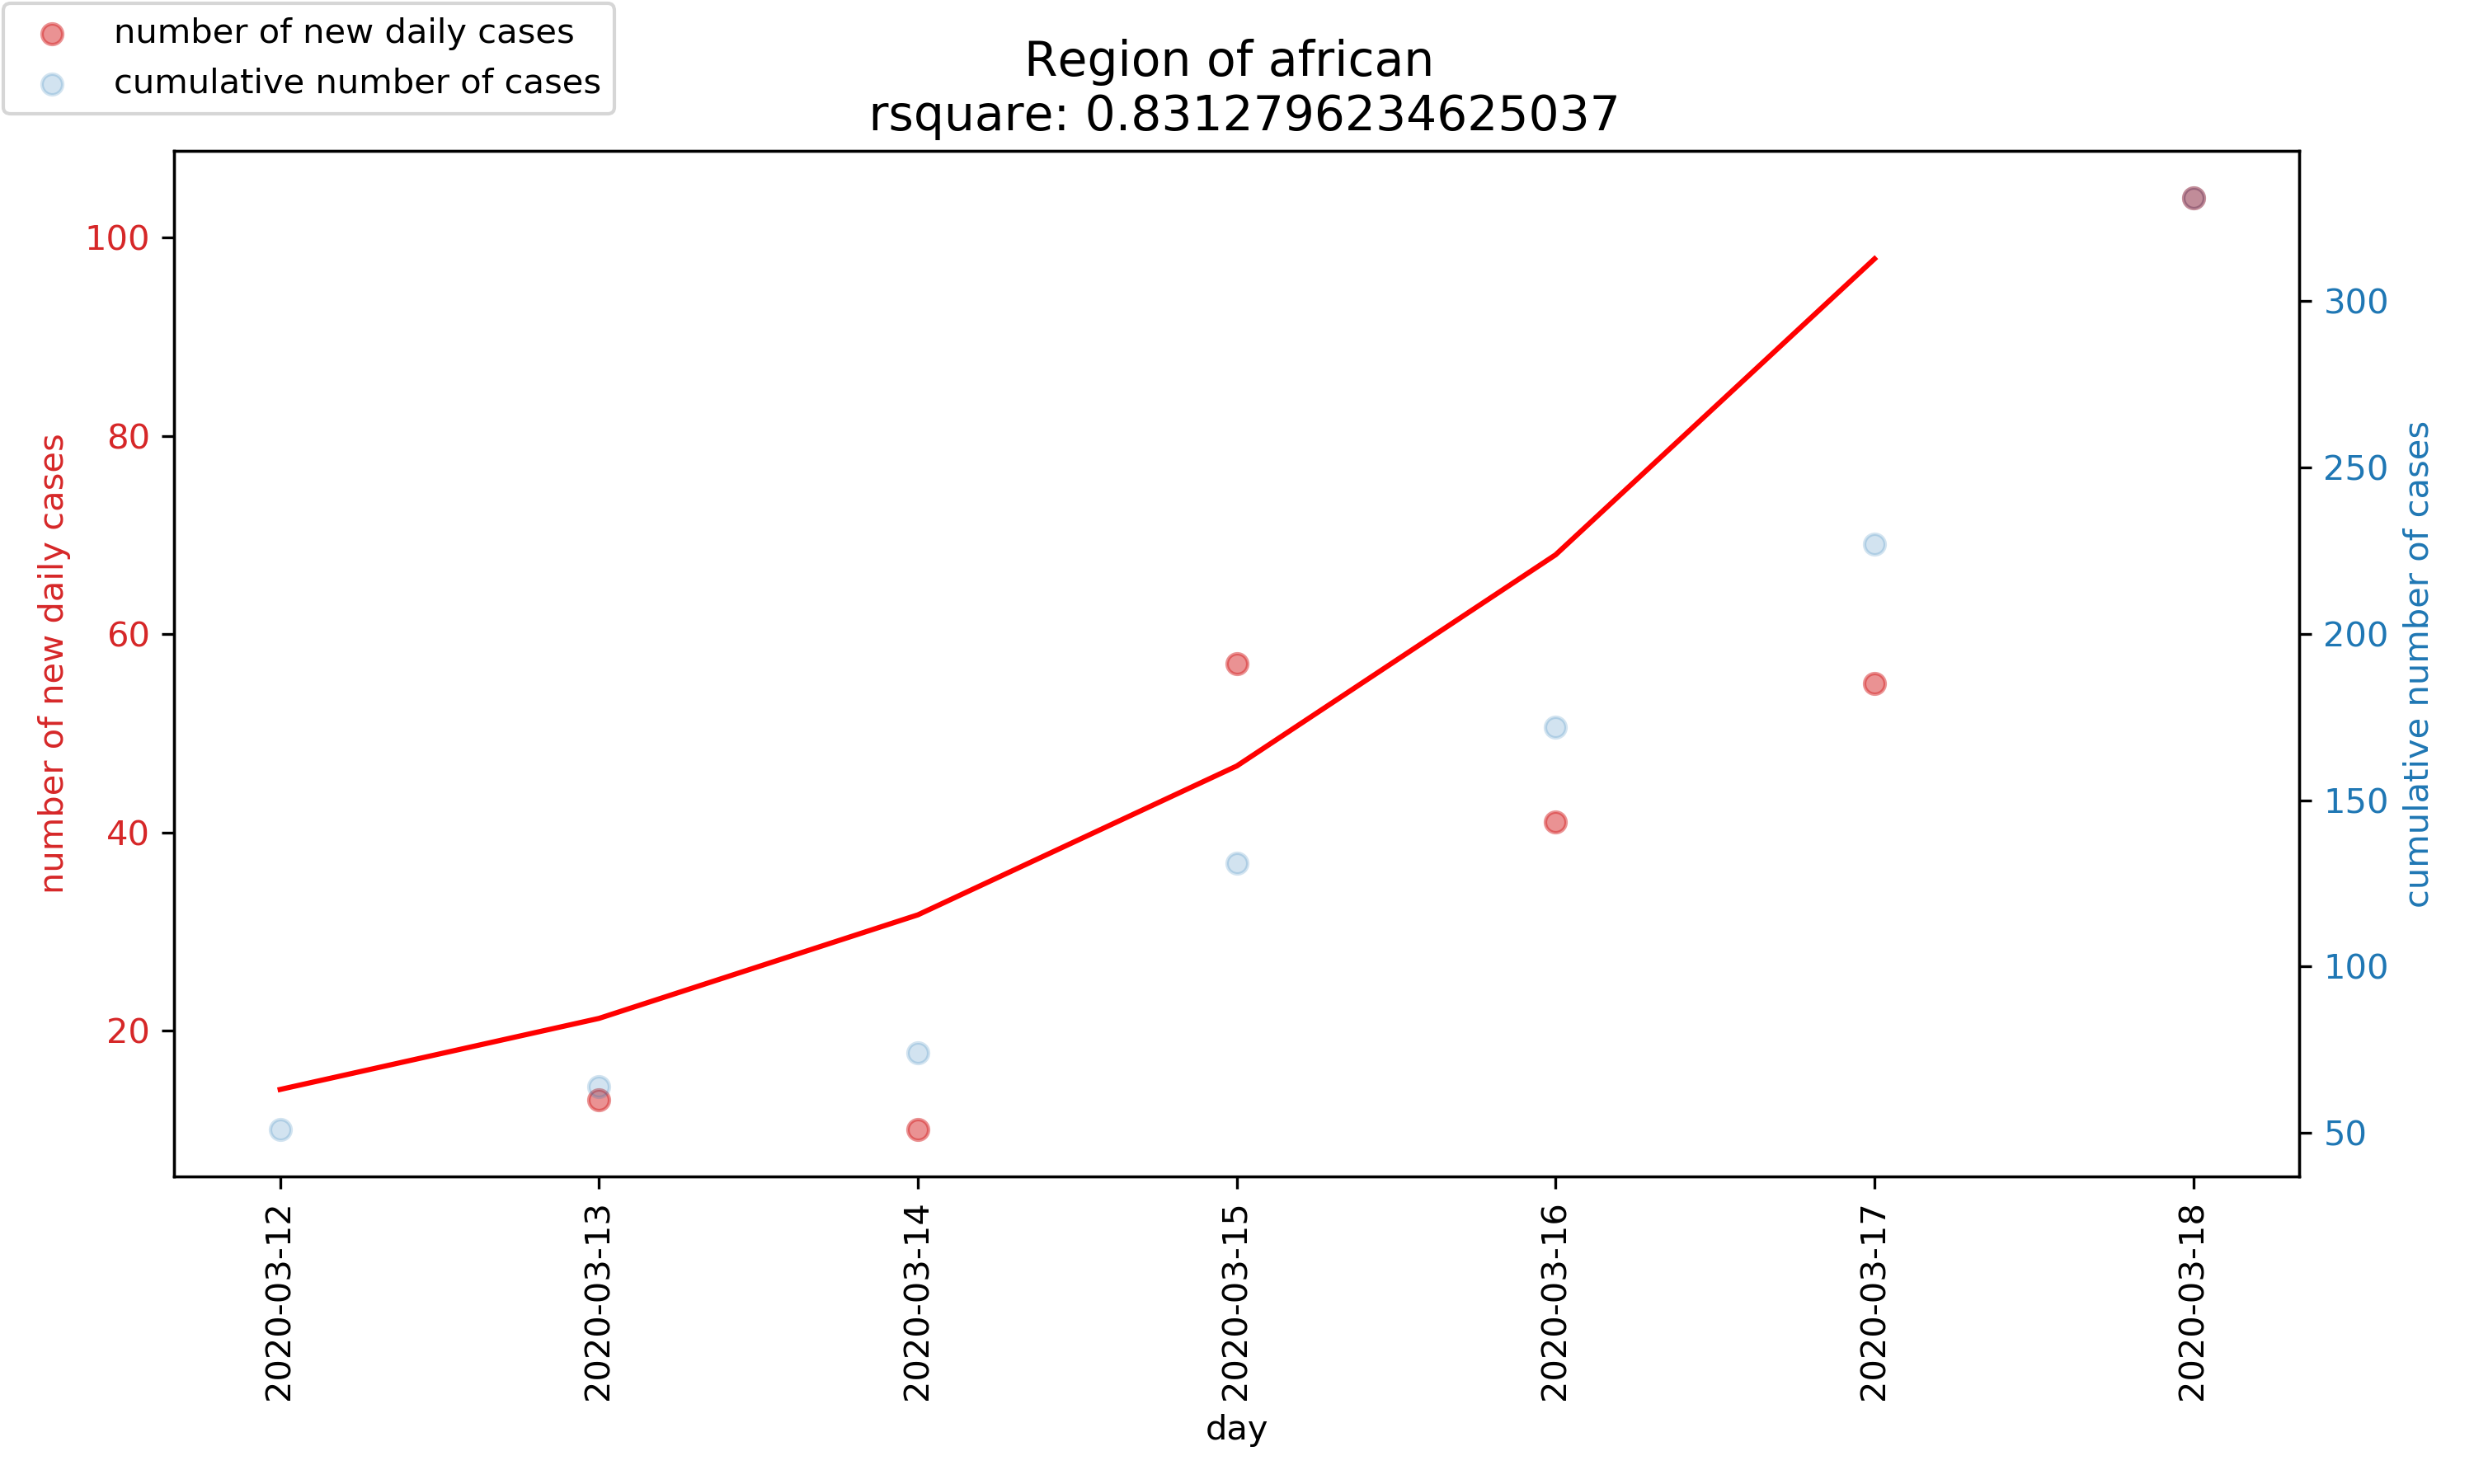 number of new daily cases
cumulative number of cases
Region of african
rsquare: 0.8312796234625037
number of new daily cases
100
80
60
40
20
300
250
200
150
100
50
cumulative number of cases
2020-03-12
2020-03-13
2020-03-14
2020-03-15
2020-03-16
2020-03-17
2020-03-18
day